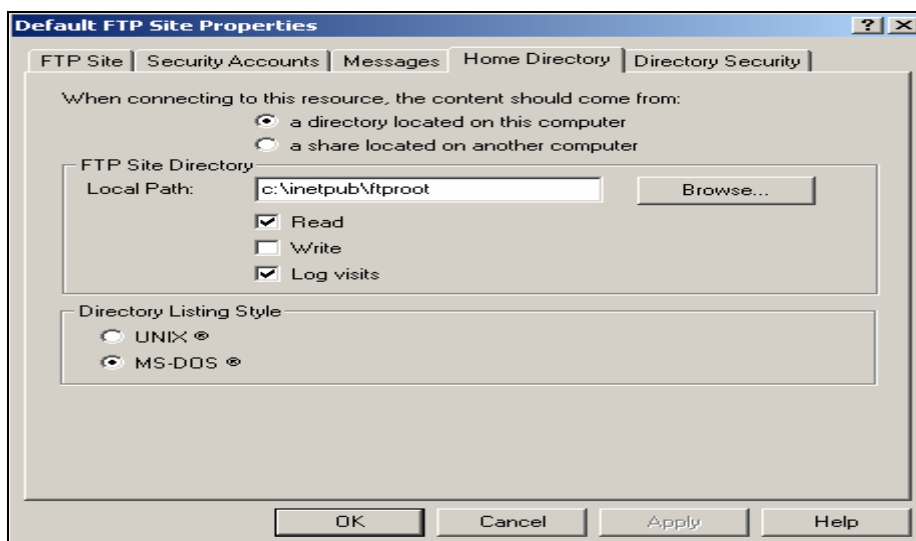 Default FTP Site Properties
FTP Site Security Accounts Messages Home Directory Directory Security
When connecting to this resource, the content should come from:
a directory located on this computer
a share located on another computer
FTP Site Directory
Local Path: c:\inetpub\ftproot Browse...
Read
Write
Log visits
Directory Listing Style
UNIX ®
MS-DOS ®
OK Cancel Apply Help